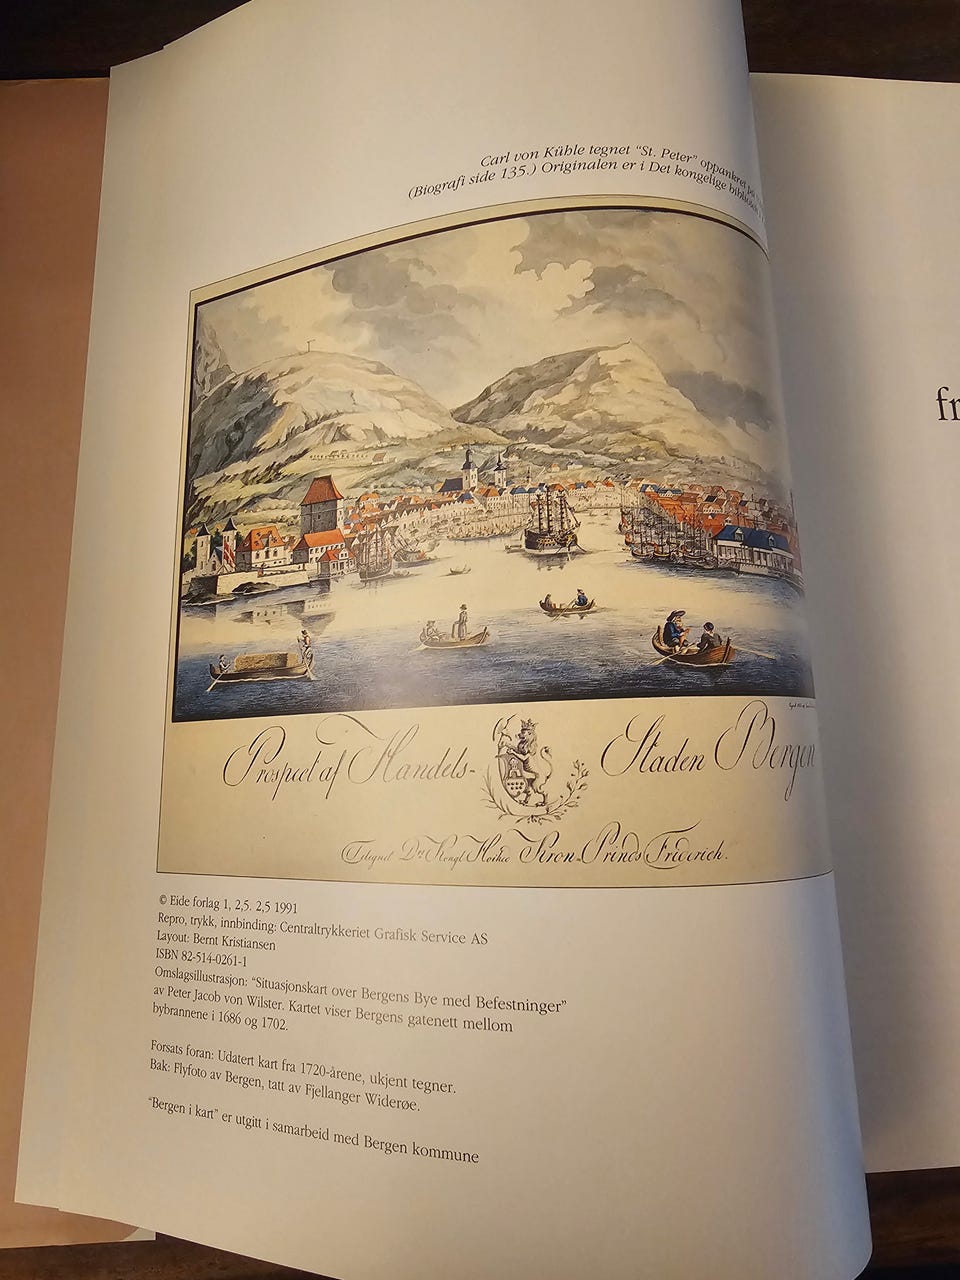 Carl von Kühle tegnet "St. Peter" oppankret på
(Biografi side 135.) Originalen er i Det kongelige bibliotek
Prospect af Handels-Staden Bergen
Tilegnet Kron-Prinds Friderich.
© Eide forlag 1, 2,5. 2,5 1991
Repro, trykk, innbinding: Centraltrykkeriet Grafisk Service AS
Layout: Bernt Kristiansen
ISBN 82-514-0261-1
Omslagsillustrasjon: "Situasjonskart over Bergens Bye med Befestninger"
av Peter Jacob von Wilster. Kartet viser Bergens gatenett mellom
bybrannene i 1686 og 1702.
Forsats foran: Udatert kart fra 1720-årene, ukjent tegner.
Bak: Flyfoto av Bergen, tatt av Fjellanger Widerøe.
"Bergen i kart" er utgitt i samarbeid med Bergen kommune
fr